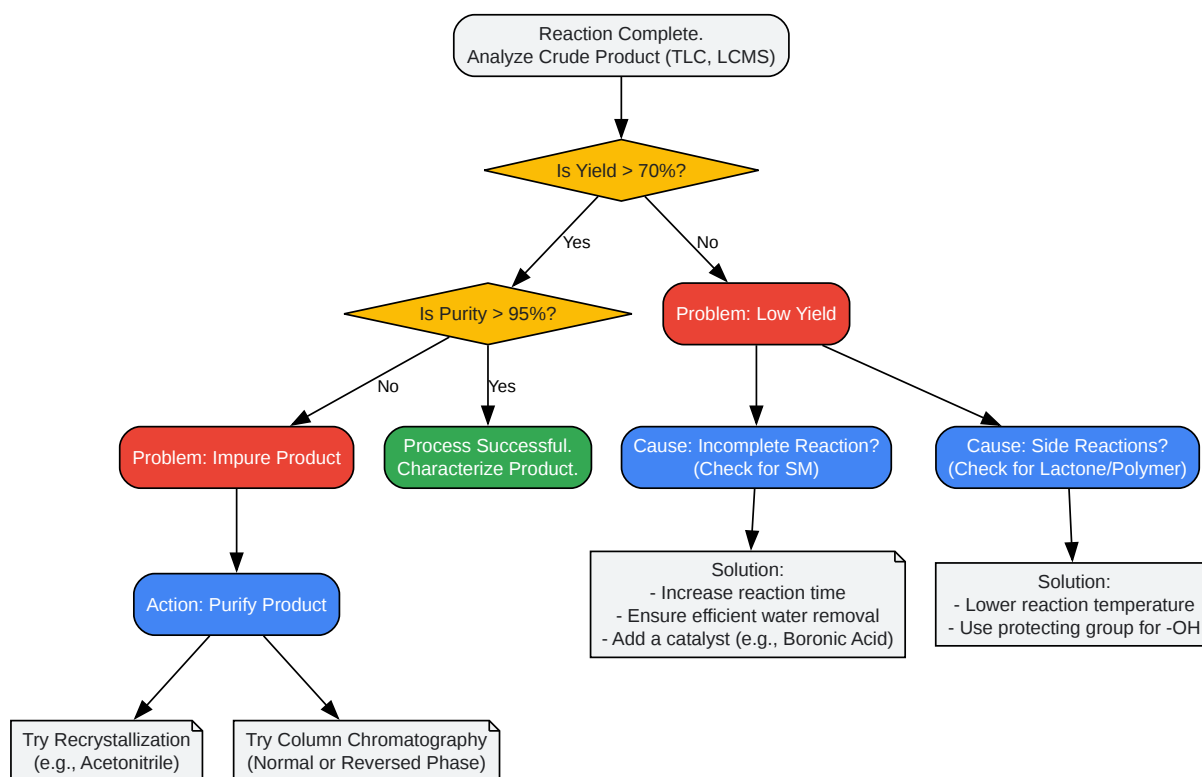 Reaction Complete.
Analyze Crude Product (TLC, LCMS)
Is Yield > 70%?
Yes
No
Is Purity > 95%?
Problem: Low Yield
No
Yes
Problem: Impure Product
Process Successful.
Characterize Product.
Cause: Incomplete Reaction?
(Check for SM)
Cause: Side Reactions?
(Check for Lactone/Polymer)
Action: Purify Product
Solution:
- Increase reaction time
- Ensure efficient water removal
- Add a catalyst (e.g., Boronic Acid)
Solution:
- Lower reaction temperature
- Use protecting group for -OH
Try Recrystallization
(e.g., Acetonitrile)
Try Column Chromatography
(Normal or Reversed Phase)